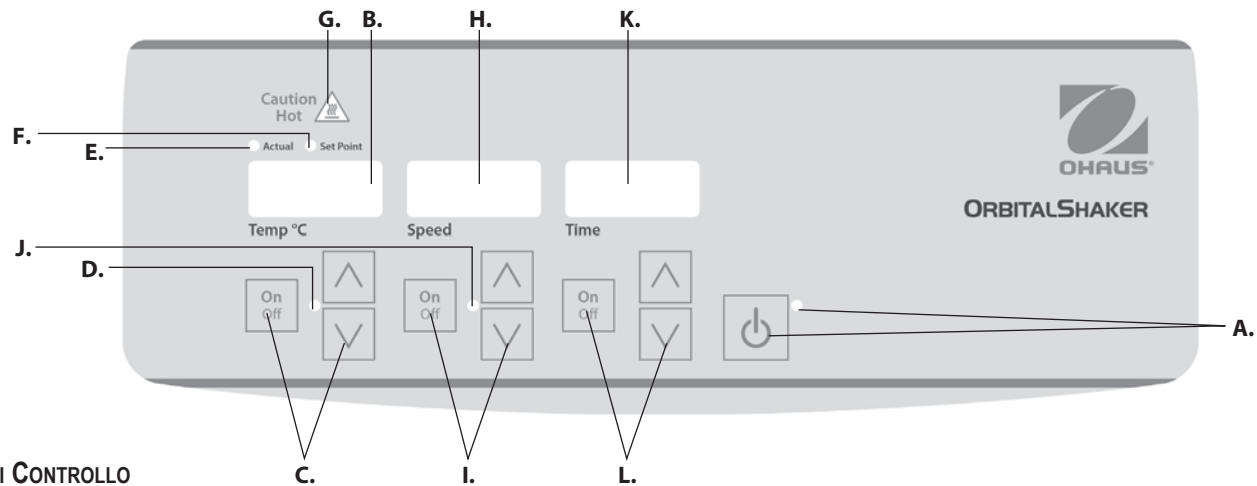 G. B. H. K.
Caution
Hot
F.
E.
Actual Set Point
OHAUS®
ORBITALSHAKER
Temp °C Speed Time
J.
D.
On
Off
On
Off
On
Off
A.
I CONTROLLO C. I. L.